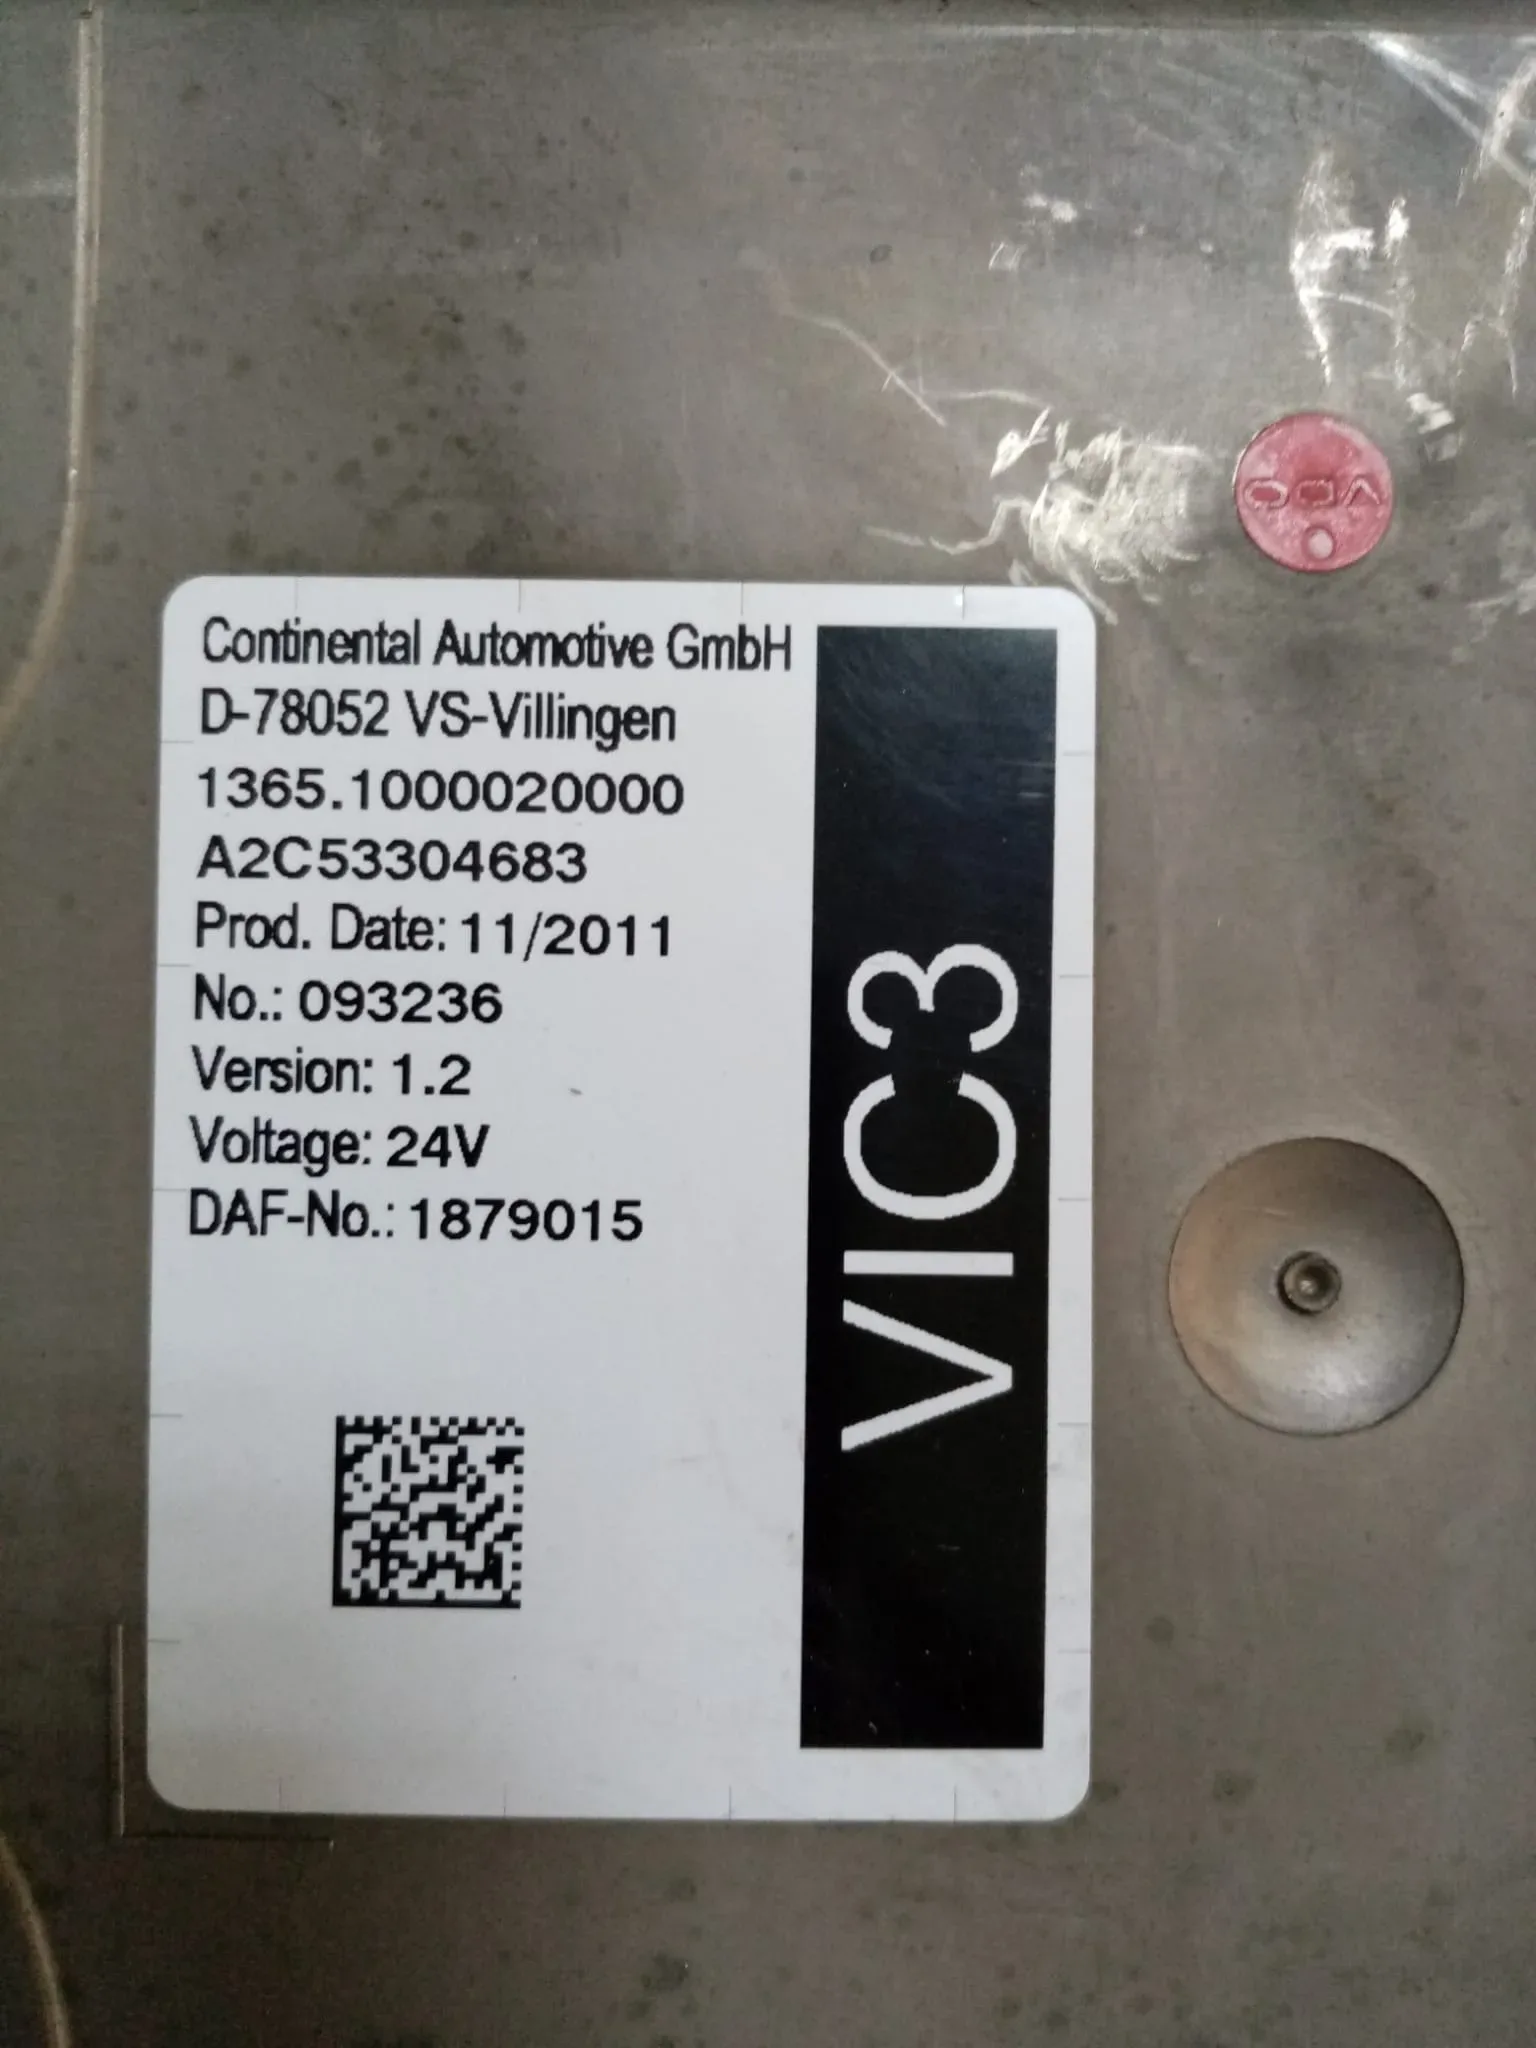 Continental Automotive GmbH
D-78052 VS-Villingen
1365.1000020000
A2C53304683
Prod. Date: 11/2011
No.: 093236
Version: 1.2
Voltage: 24V
DAF-No.: 1879015
VIC3
VDO